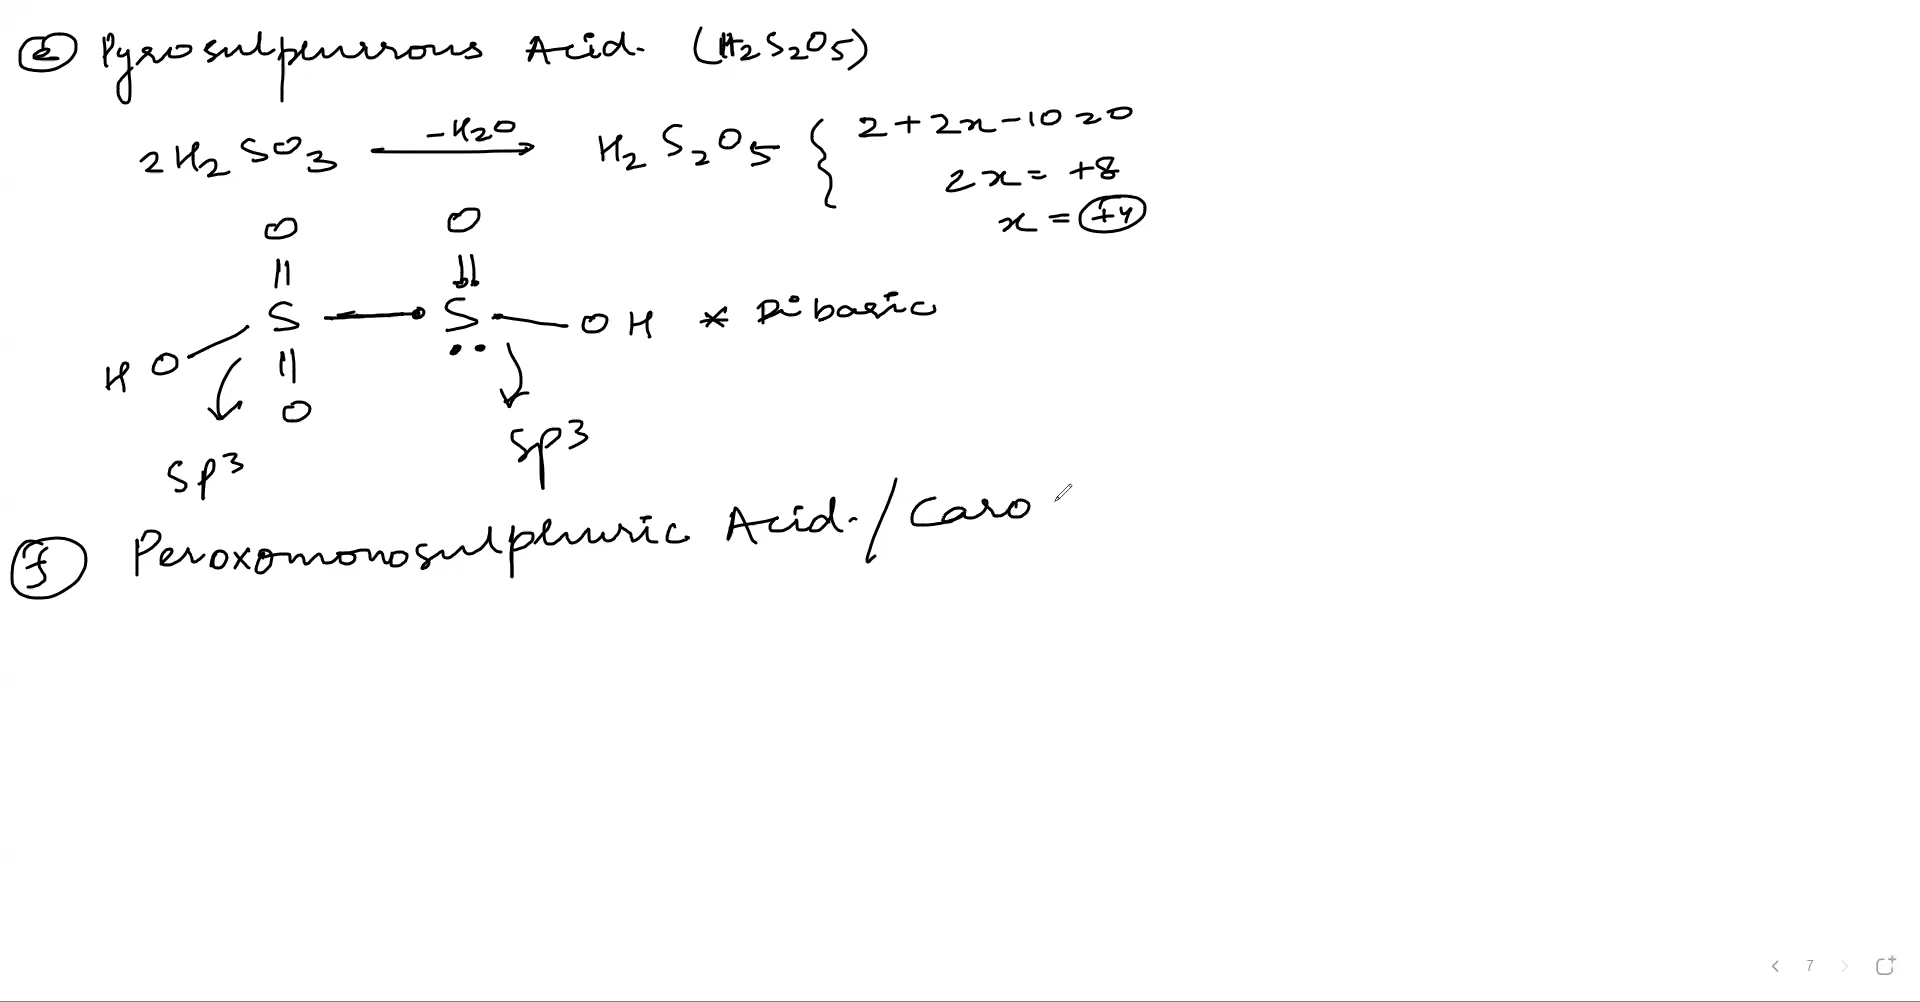 (e) Pyrosulpurrous Acid. (H2S2O5)
2H2SO3 —-H2O→ H2S2O5 { 2+2x-10=0
2x = +8
x = +4
O O
|| ||
HO—S—S—OH * Dibasic
|| ..
O
sp3 sp3
(f) Peroxomonosulphuric Acid. / Caro
7